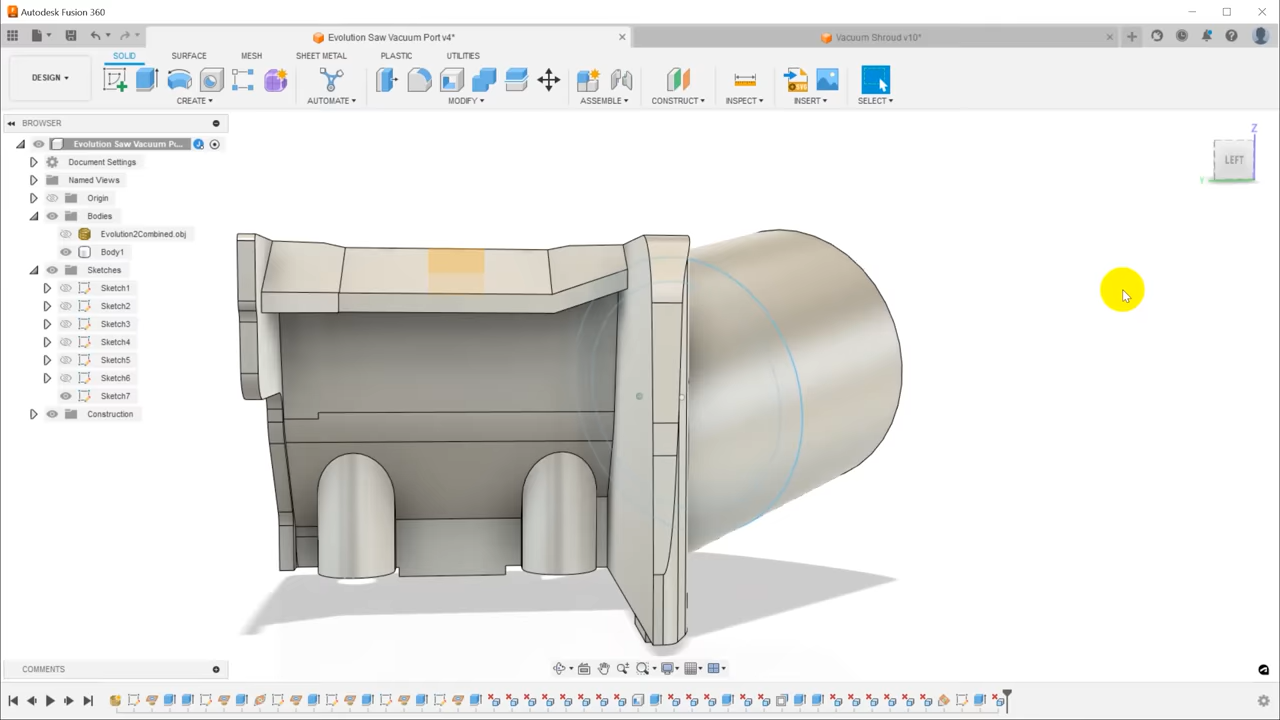 Autodesk Fusion 360
Evolution Saw Vacuum Port v4*
Vacuum Shroud v10*
SOLID SURFACE MESH SHEET METAL PLASTIC UTILITIES
DESIGN
CREATE AUTOMATE MODIFY ASSEMBLE CONSTRUCT INSPECT INSERT SELECT
BROWSER
Evolution Saw Vacuum P...
Document Settings
Named Views
Origin
Bodies
Evolution2Combined.obj
Body1
Sketches
Sketch1
Sketch2
Sketch3
Sketch4
Sketch5
Sketch6
Sketch7
Construction
Z
LEFT
Y
COMMENTS